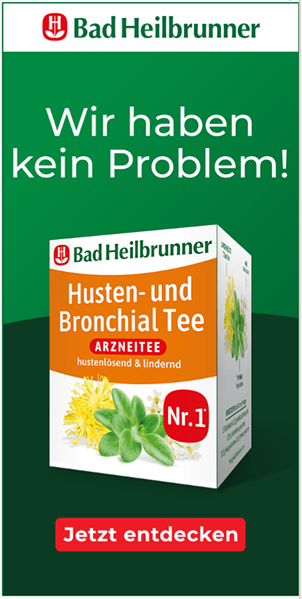 Bad Heilbrunner
Wir haben
kein Problem!
Bad Heilbrunner
Husten- und
Bronchial Tee
ARZNEITEE
hustenlösend & lindernd
Nr.1
Jetzt entdecken